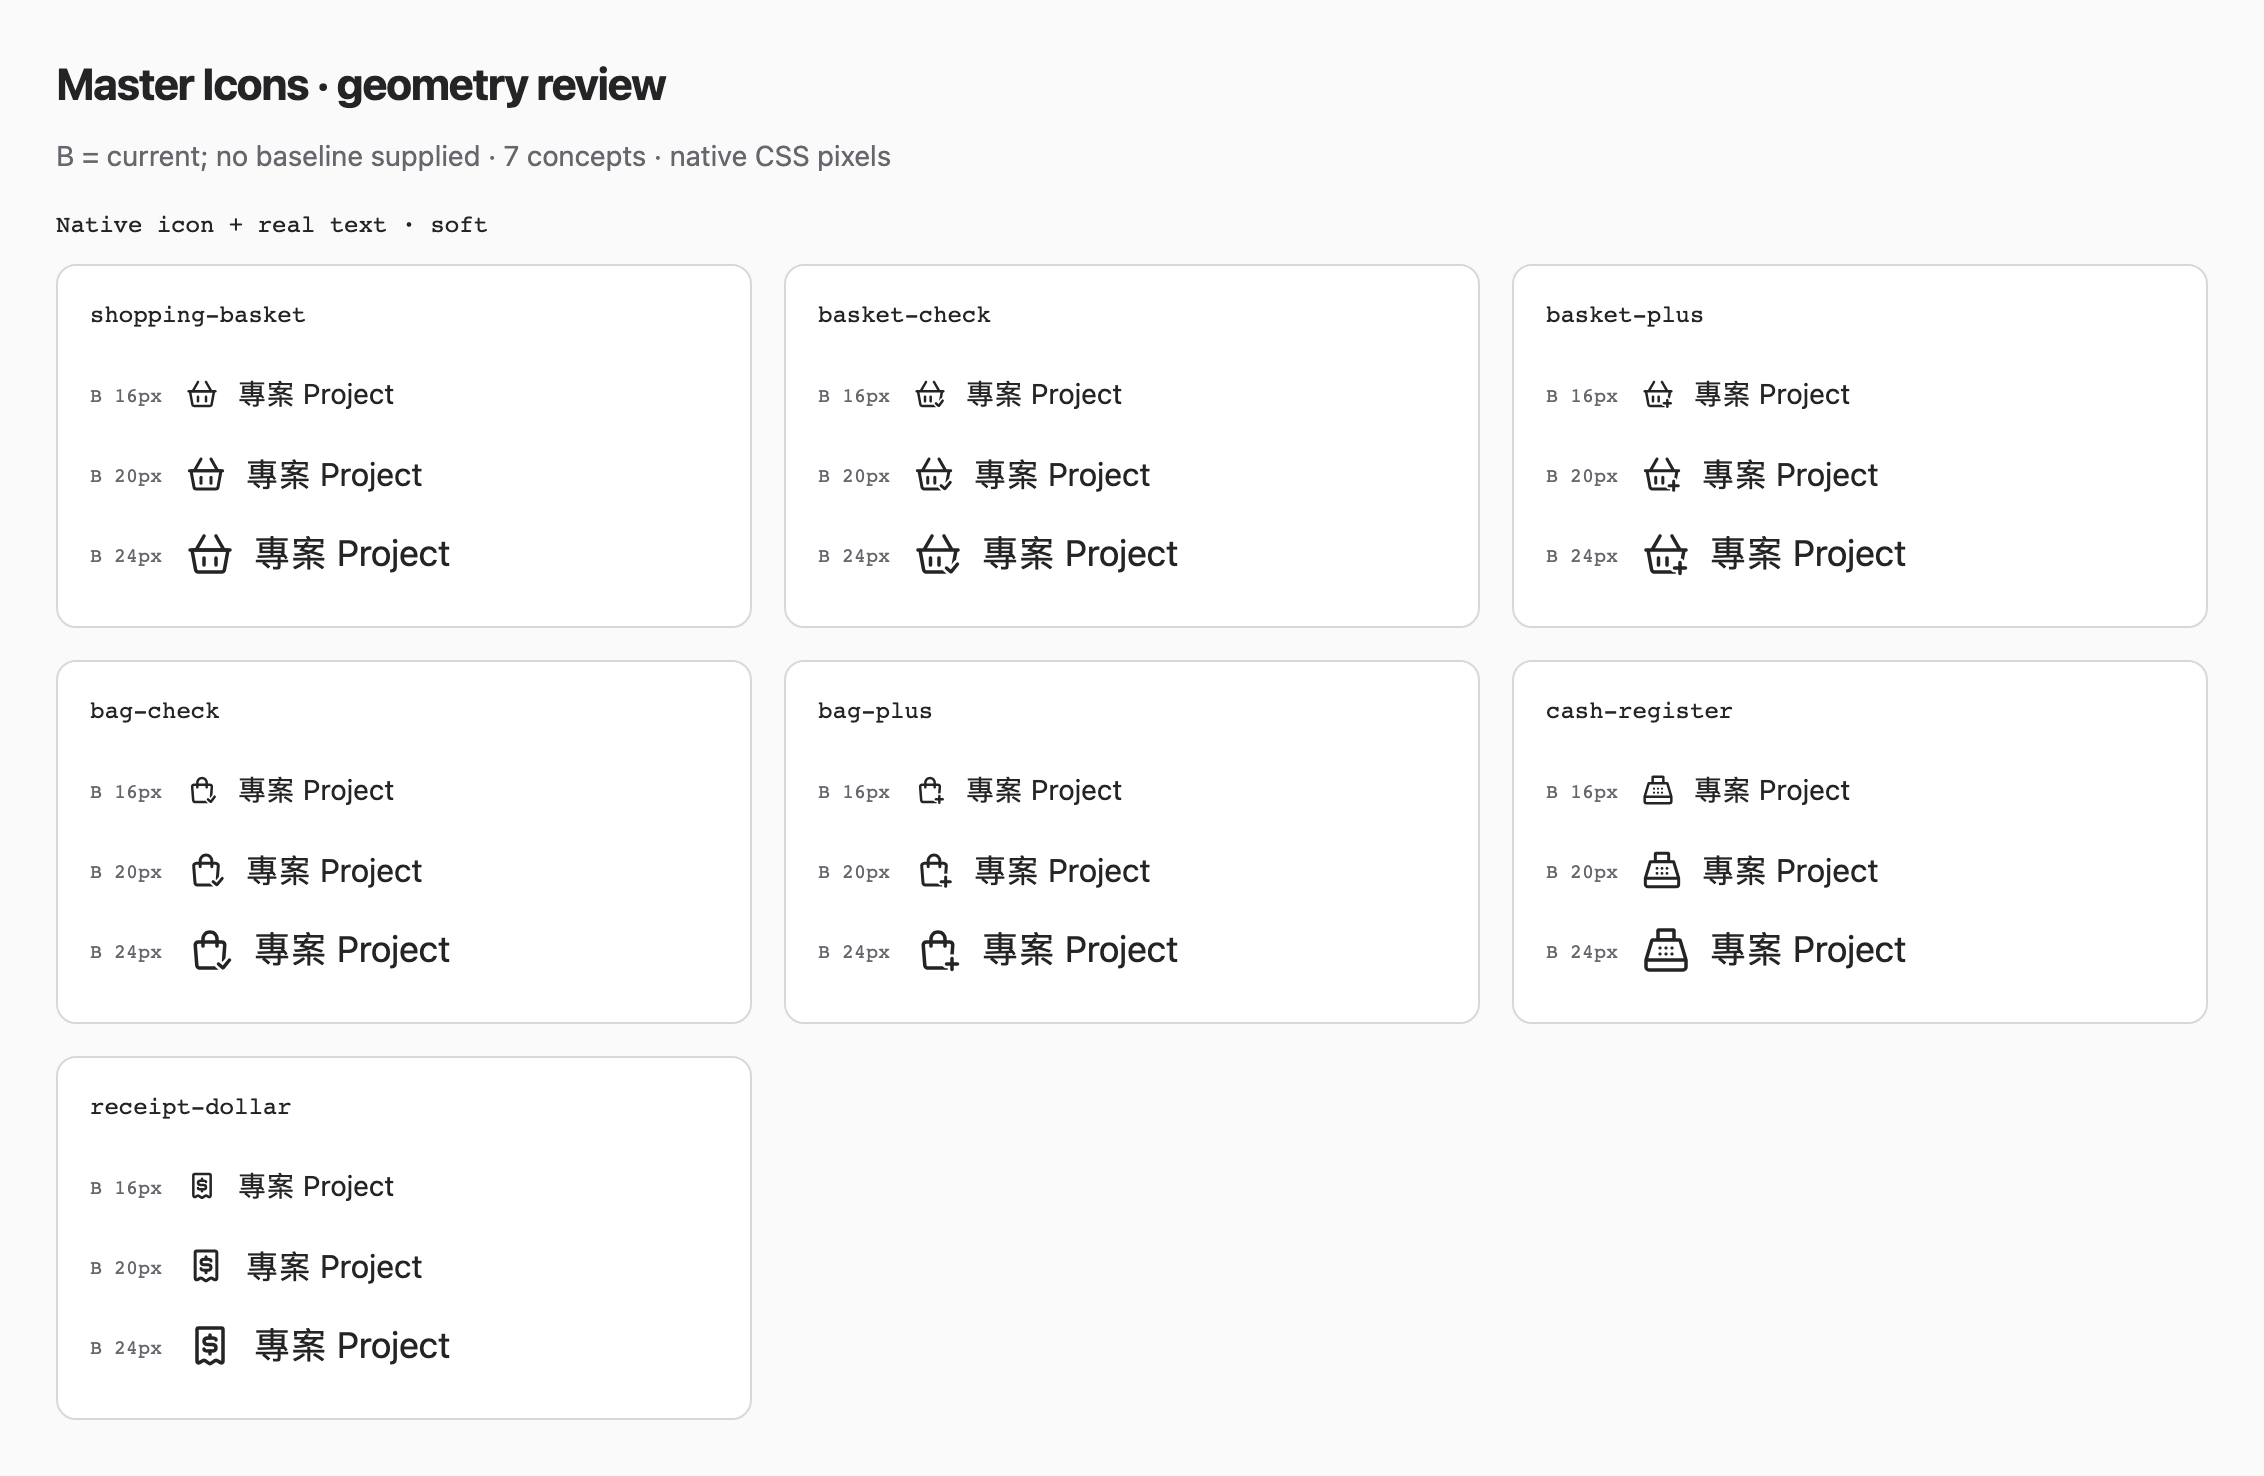 Master Icons · geometry review
B = current; no baseline supplied · 7 concepts · native CSS pixels
Native icon + real text · soft
shopping-basket
B 16px 專案 Project
B 20px 專案 Project
B 24px 專案 Project
basket-check
B 16px 專案 Project
B 20px 專案 Project
B 24px 專案 Project
basket-plus
B 16px 專案 Project
B 20px 專案 Project
B 24px 專案 Project
bag-check
B 16px 專案 Project
B 20px 專案 Project
B 24px 專案 Project
bag-plus
B 16px 專案 Project
B 20px 專案 Project
B 24px 專案 Project
cash-register
B 16px 專案 Project
B 20px 專案 Project
B 24px 專案 Project
receipt-dollar
B 16px 專案 Project
B 20px 專案 Project
B 24px 專案 Project